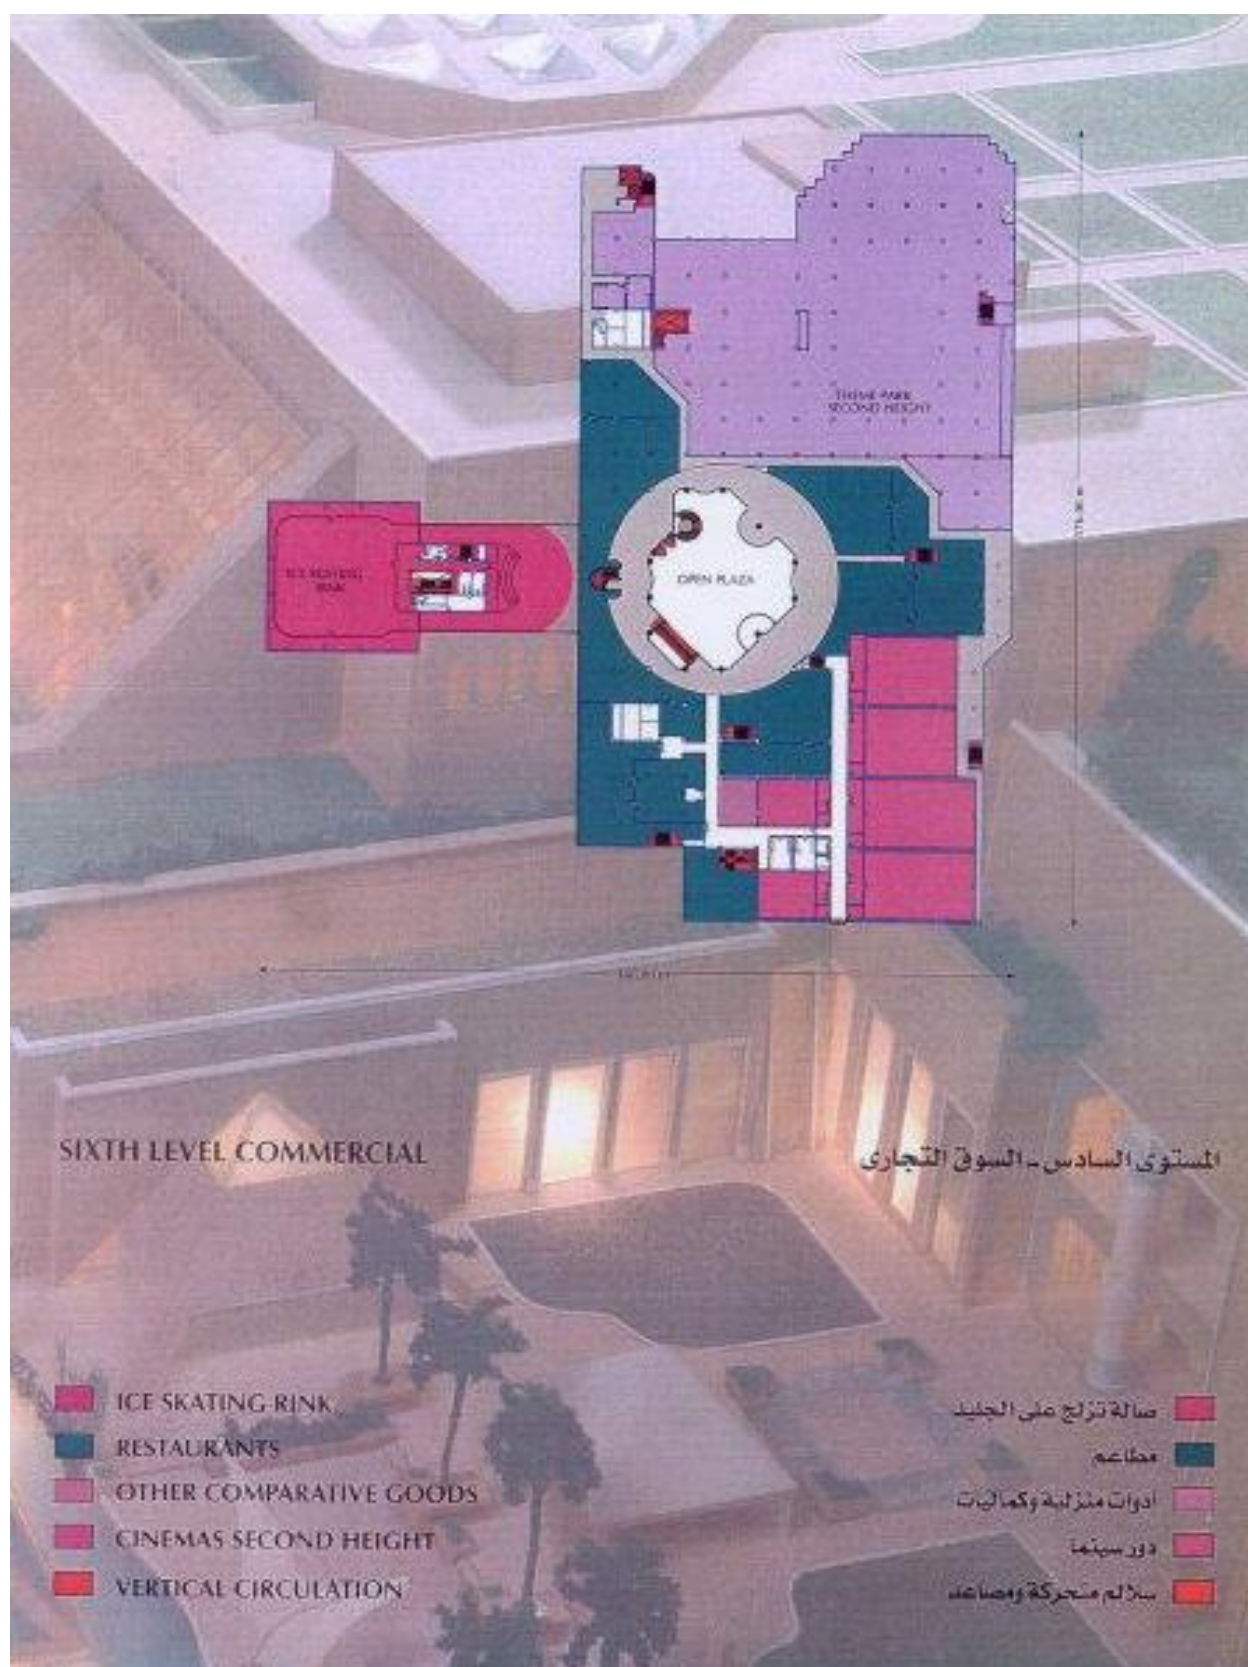 THEME PARK
SECOND HEIGHT
ICE SKATING
RINK
OPEN PLAZA
SIXTH LEVEL COMMERCIAL
المستوى السادس - السوق التجارى
ICE SKATING RINK
RESTAURANTS
OTHER COMPARATIVE GOODS
CINEMAS SECOND HEIGHT
VERTICAL CIRCULATION
صالة تزلج على الجليد
مطاعم
أدوات منزلية وكماليات
دور سينما
سلالم متحركة ومصاعد